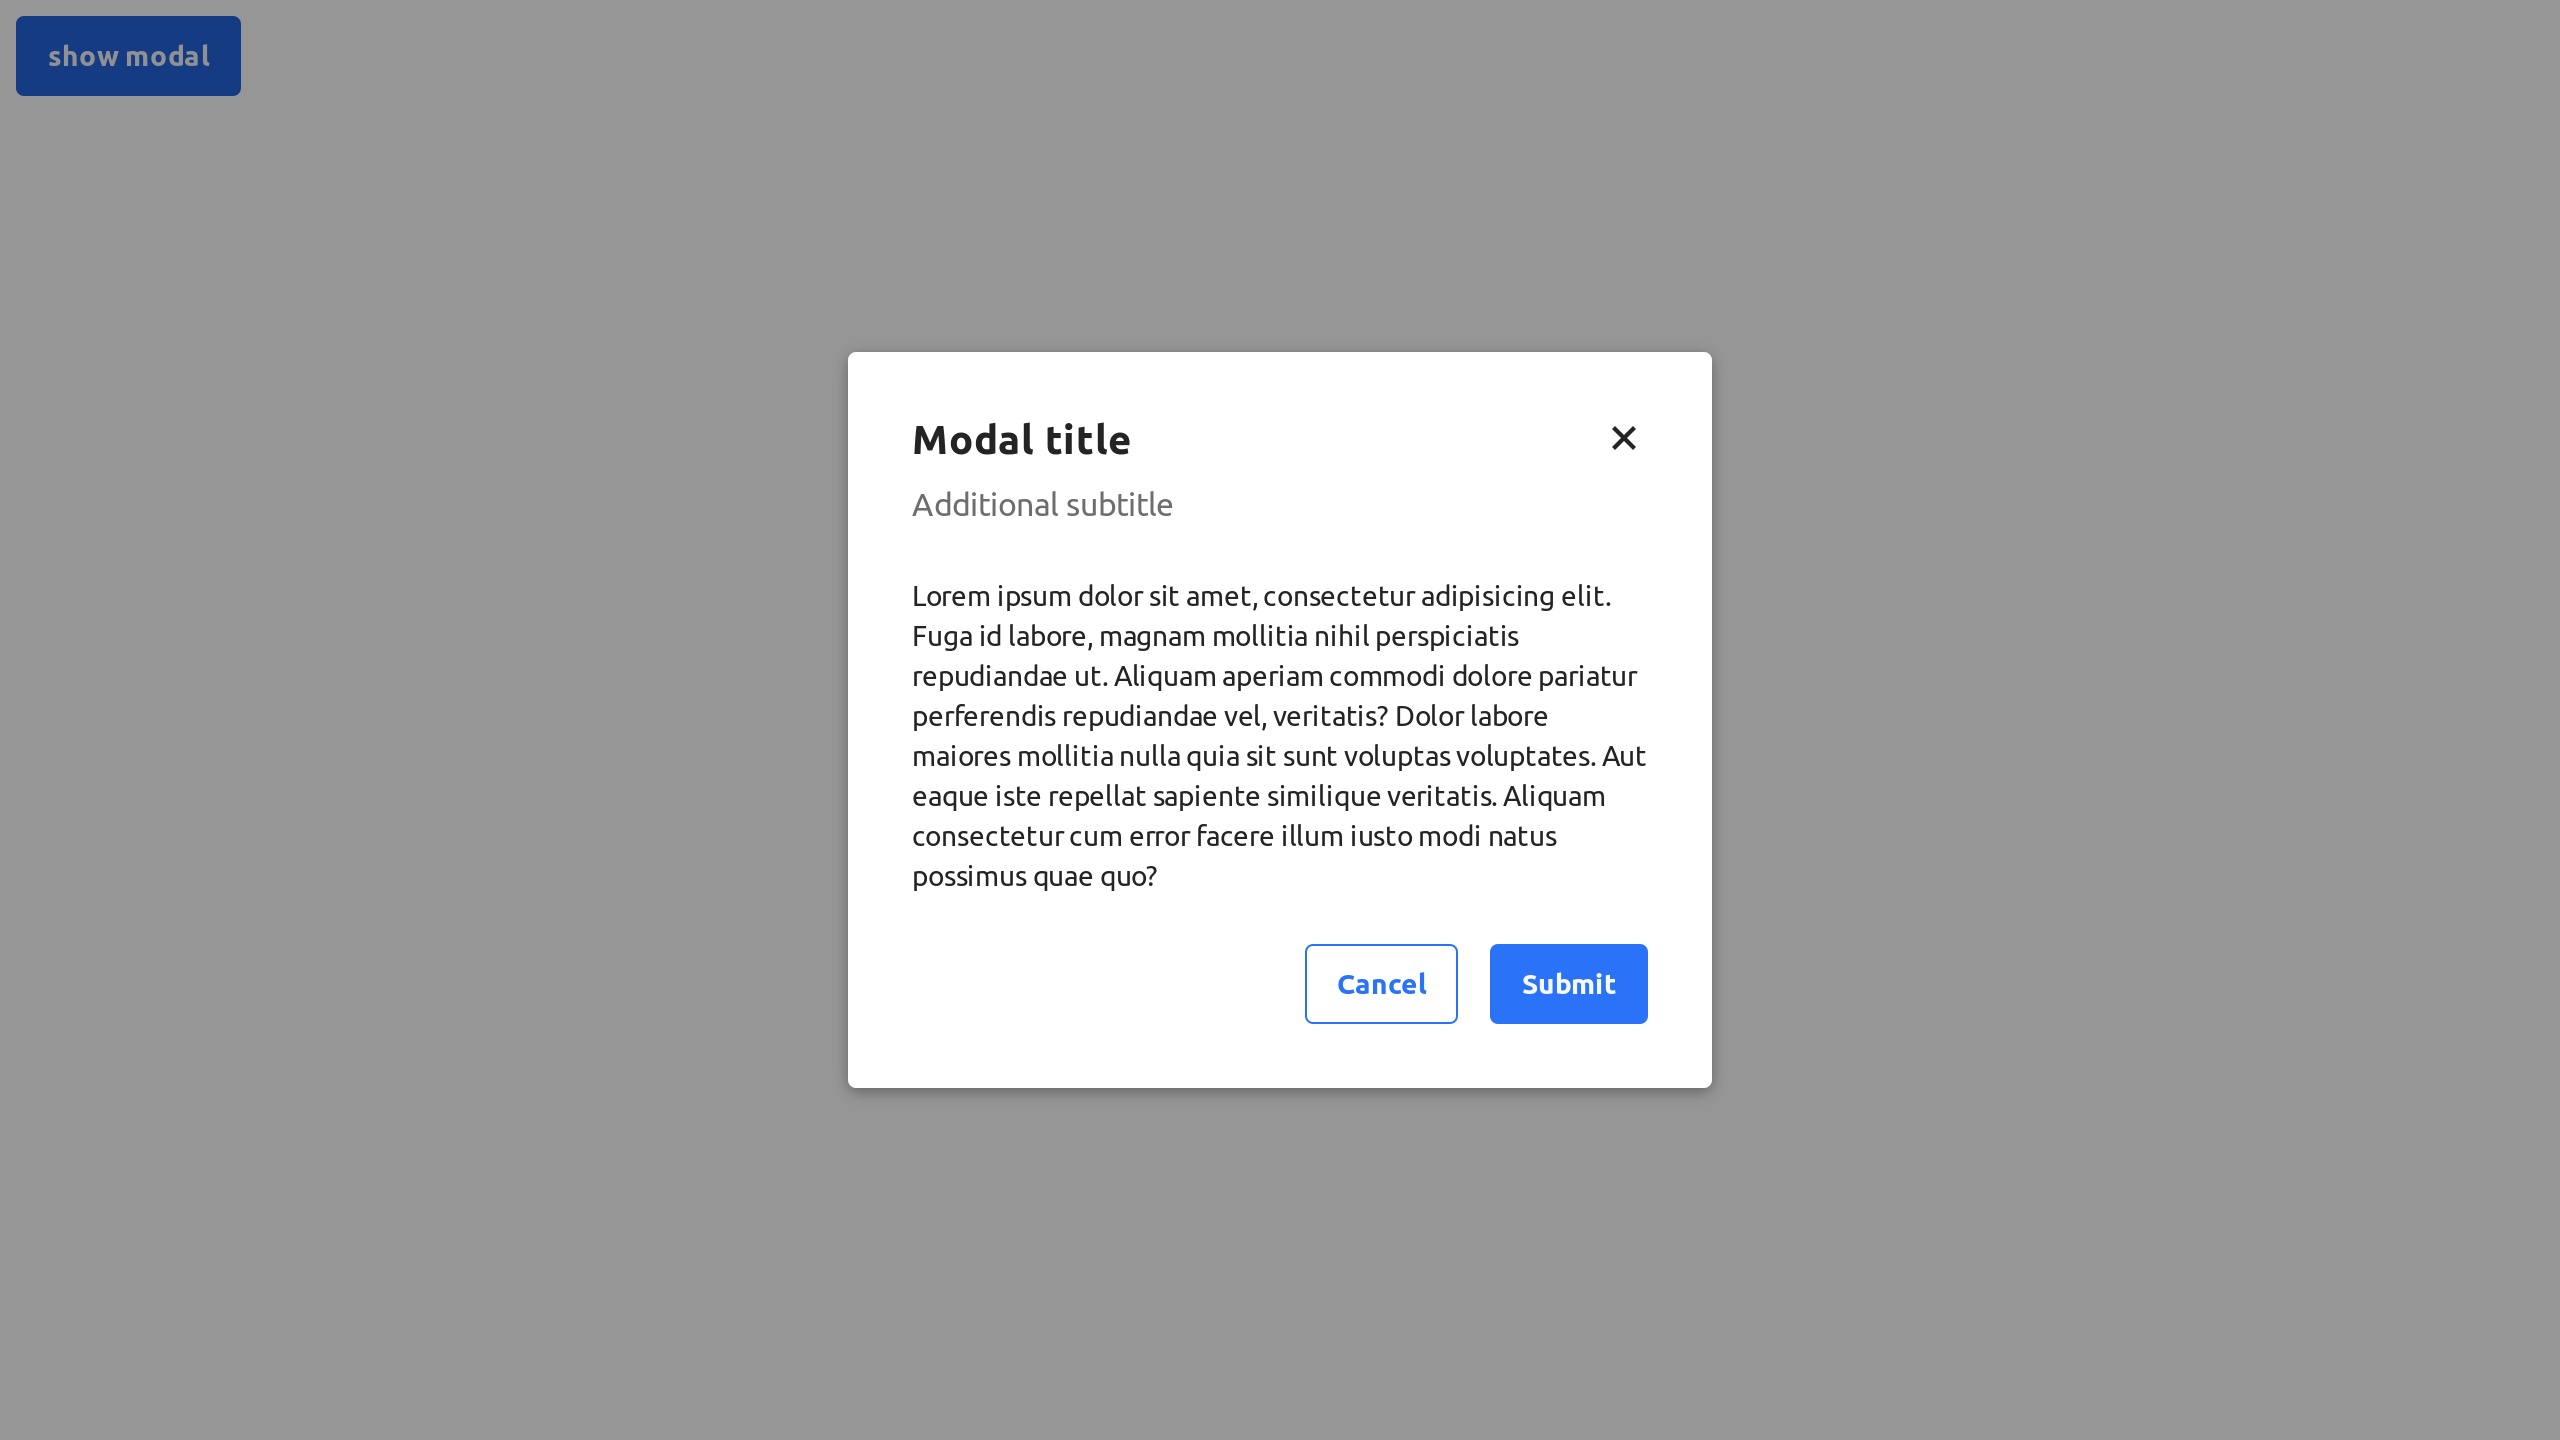 show modal
Modal title
Additional subtitle
Lorem ipsum dolor sit amet, consectetur adipisicing elit.
Fuga id labore, magnam mollitia nihil perspiciatis
repudiandae ut. Aliquam aperiam commodi dolore pariatur
perferendis repudiandae vel, veritatis? Dolor labore
maiores mollitia nulla quia sit sunt voluptas voluptates. Aut
eaque iste repellat sapiente similique veritatis. Aliquam
consectetur cum error facere illum iusto modi natus
possimus quae quo?
Cancel
Submit